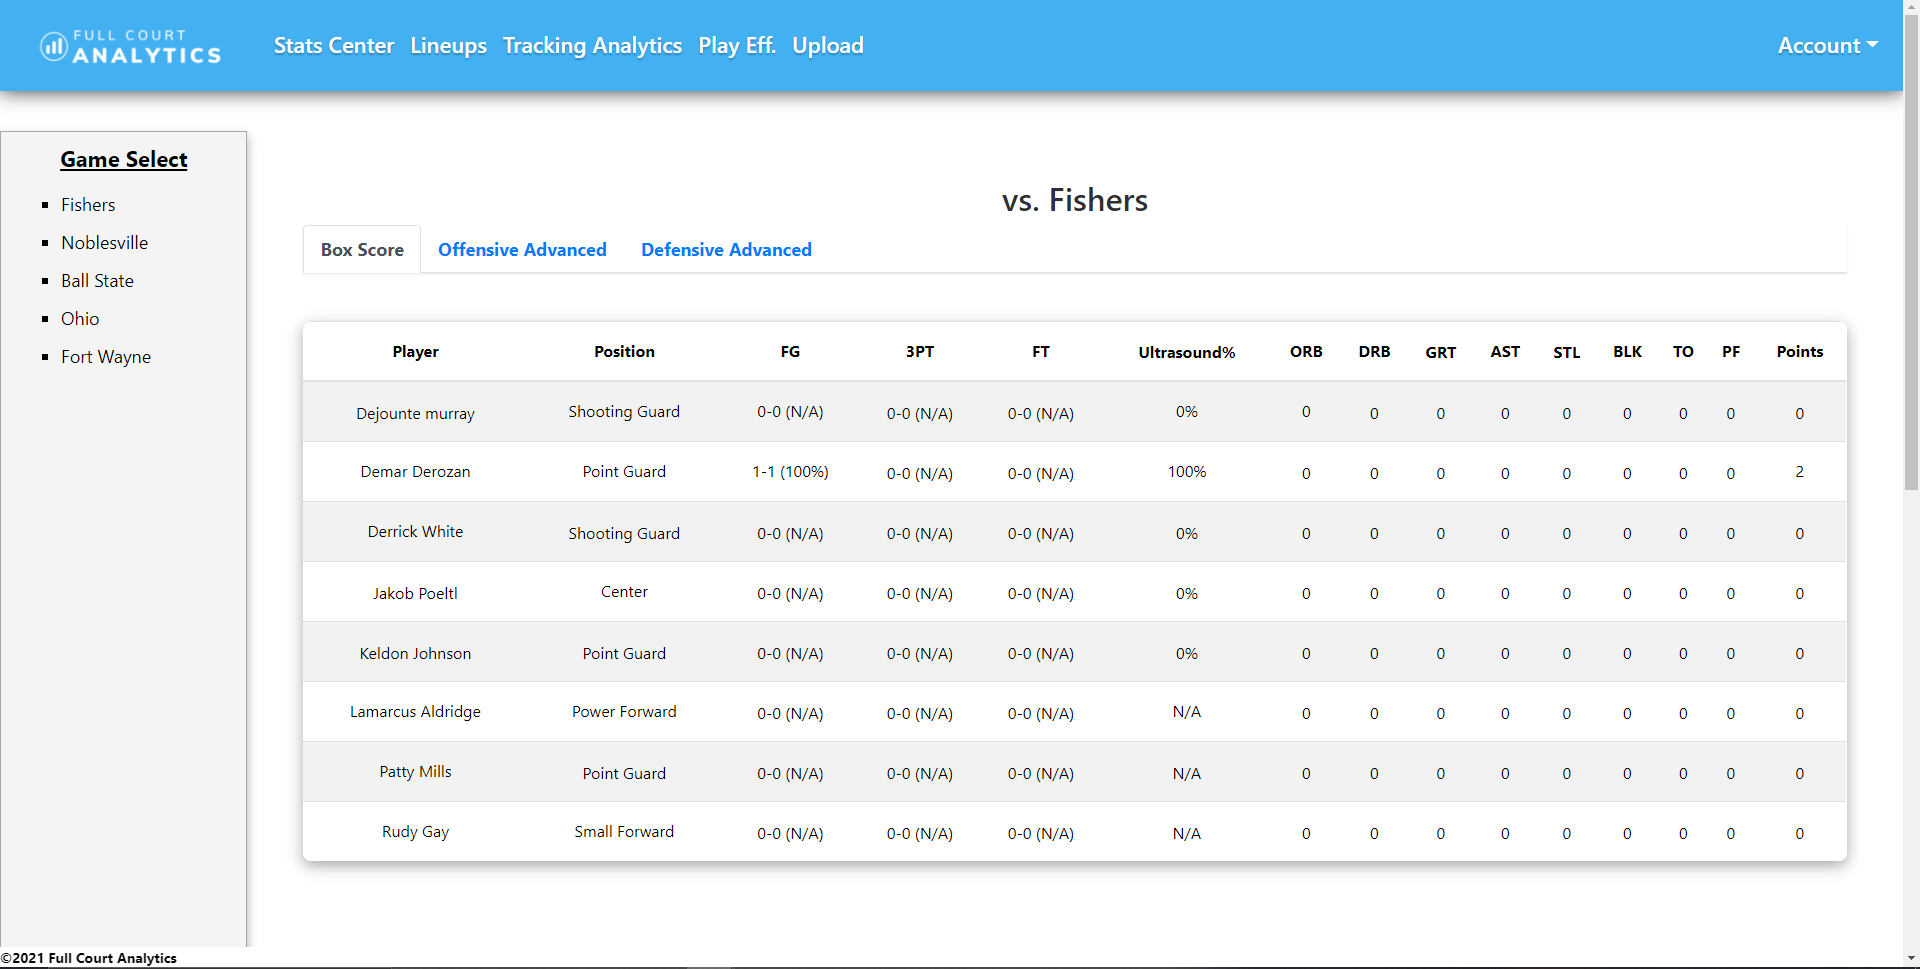 FULL COURT
ANALYTICS
Stats Center Lineups Tracking Analytics Play Eff. Upload Account
Game Select
Fishers
Noblesville
Ball State
Ohio
Fort Wayne
vs. Fishers
Box Score Offensive Advanced Defensive Advanced
Player Position FG 3PT FT Ultrasound% ORB DRB GRT AST STL BLK TO PF Points
Dejounte murray Shooting Guard 0-0 (N/A) 0-0 (N/A) 0-0 (N/A) 0% 0 0 0 0 0 0 0 0 0
Demar Derozan Point Guard 1-1 (100%) 0-0 (N/A) 0-0 (N/A) 100% 0 0 0 0 0 0 0 0 2
Derrick White Shooting Guard 0-0 (N/A) 0-0 (N/A) 0-0 (N/A) 0% 0 0 0 0 0 0 0 0 0
Jakob Poeltl Center 0-0 (N/A) 0-0 (N/A) 0-0 (N/A) 0% 0 0 0 0 0 0 0 0 0
Keldon Johnson Point Guard 0-0 (N/A) 0-0 (N/A) 0-0 (N/A) 0% 0 0 0 0 0 0 0 0 0
Lamarcus Aldridge Power Forward 0-0 (N/A) 0-0 (N/A) 0-0 (N/A) N/A 0 0 0 0 0 0 0 0 0
Patty Mills Point Guard 0-0 (N/A) 0-0 (N/A) 0-0 (N/A) N/A 0 0 0 0 0 0 0 0 0
Rudy Gay Small Forward 0-0 (N/A) 0-0 (N/A) 0-0 (N/A) N/A 0 0 0 0 0 0 0 0 0
©2021 Full Court Analytics